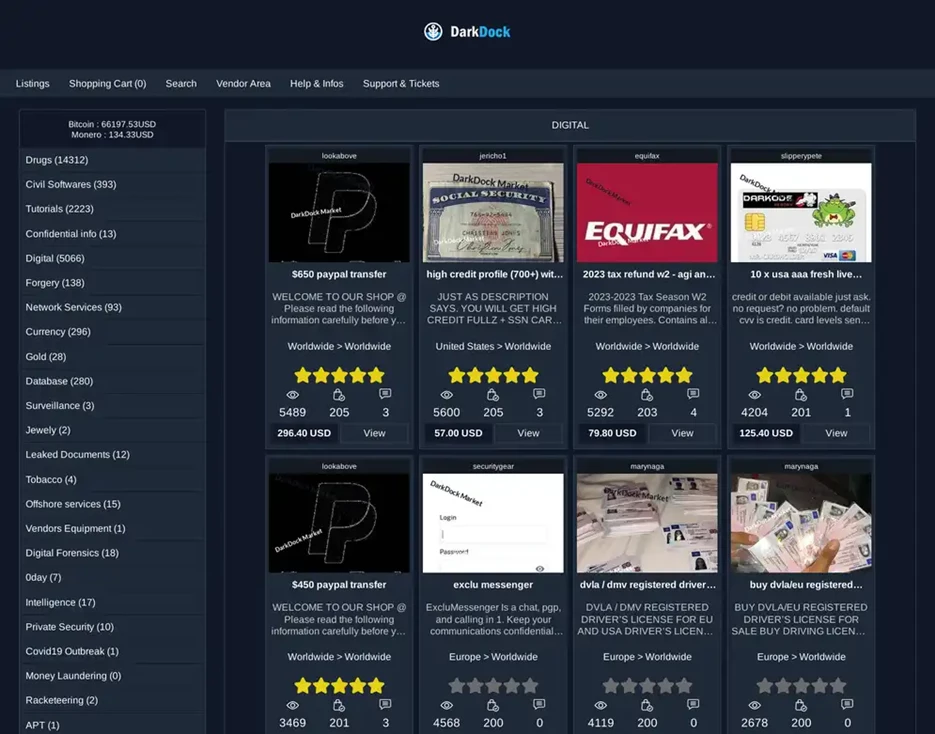 DarkDock
Listings Shopping Cart (0) Search Vendor Area Help & Infos Support & Tickets
Bitcoin : 66197.53USD
Monero : 134.33USD
Drugs (14312)
Civil Softwares (393)
Tutorials (2223)
Confidential info (13)
Digital (5066)
Forgery (138)
Network Services (93)
Currency (296)
Gold (28)
Database (280)
Surveillance (3)
Jewely (2)
Leaked Documents (12)
Tobacco (4)
Offshore services (15)
Vendors Equipment (1)
Digital Forensics (18)
0day (7)
Intelligence (17)
Private Security (10)
Covid19 Outbreak (1)
Money Laundering (0)
Racketeering (2)
APT (1)
DIGITAL
lookabove
DarkDock Market
$650 paypal transfer
WELCOME TO OUR SHOP @
Please read the following
information carefully before y...
Worldwide > Worldwide
5489 205 3
296.40 USD View
jericho1
DarkDock Market
SOCIAL SECURITY
high credit profile (700+) wit...
JUST AS DESCRIPTION
SAYS. YOU WILL GET HIGH
CREDIT FULLZ + SSN CAR...
United States > Worldwide
5600 205 3
57.00 USD View
equifax
DarkDock Market
EQUIFAX
2023 tax refund w2 - agi an...
2023-2023 Tax Season W2
Forms filled by companies for
their employees. Contains al...
Worldwide > Worldwide
5292 203 4
79.80 USD View
slipperypete
DarkDock Market
DARKODE
VISA
10 x usa aaa fresh live...
credit or debit available just ask.
no request? no problem. default
cvv is credit. card levels sen...
Worldwide > Worldwide
4204 201 1
125.40 USD View
lookabove
DarkDock Market
$450 paypal transfer
WELCOME TO OUR SHOP @
Please read the following
information carefully before y...
Worldwide > Worldwide
3469 201 3
securitygear
DarkDock Market
Login
Password
exclu messenger
ExcluMessenger Is a chat, pgp,
and calling in 1. Keep your
communications confidential...
Europe > Worldwide
4568 200 0
marynaga
DarkDock Market
dvla / dmv registered driver...
DVLA / DMV REGISTERED
DRIVER'S LICENSE FOR EU
AND USA DRIVER'S LICEN...
Europe > Worldwide
4119 200 0
marynaga
buy dvla/eu registered...
BUY DVLA/EU REGISTERED
DRIVER'S LICENSE FOR
SALE BUY DRIVING LICEN...
Europe > Worldwide
2678 200 0